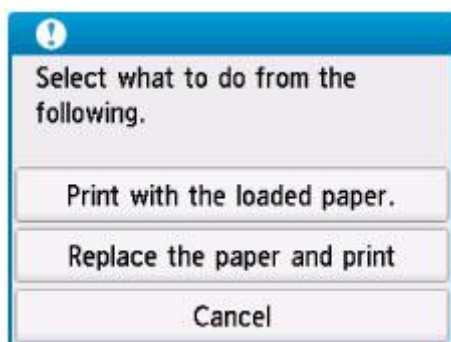 Select what to do from the
following.
Print with the loaded paper.
Replace the paper and print
Cancel